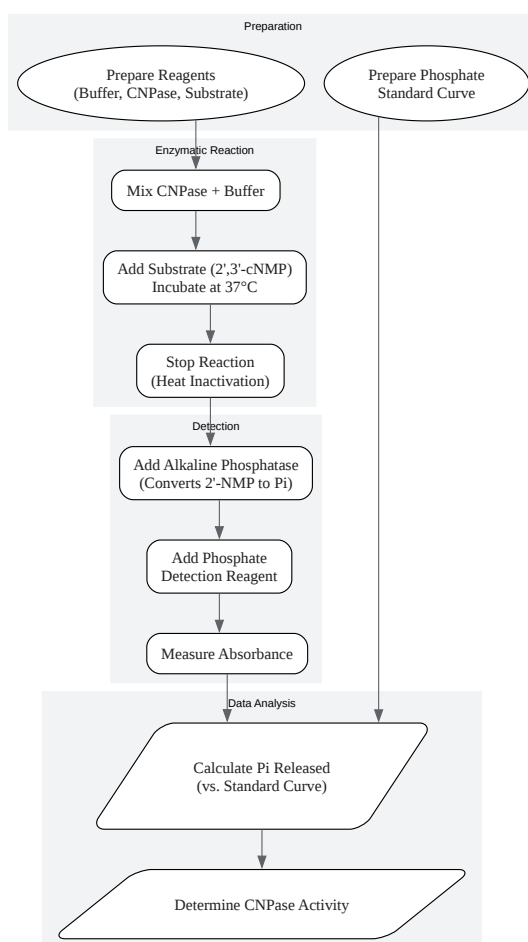 Preparation
Prepare Reagents
(Buffer, CNPase, Substrate)
Prepare Phosphate
Standard Curve
Enzymatic Reaction
Mix CNPase + Buffer
Add Substrate (2',3'-cNMP)
Incubate at 37°C
Stop Reaction
(Heat Inactivation)
Detection
Add Alkaline Phosphatase
(Converts 2'-NMP to Pi)
Add Phosphate
Detection Reagent
Measure Absorbance
Data Analysis
Calculate Pi Released
(vs. Standard Curve)
Determine CNPase Activity